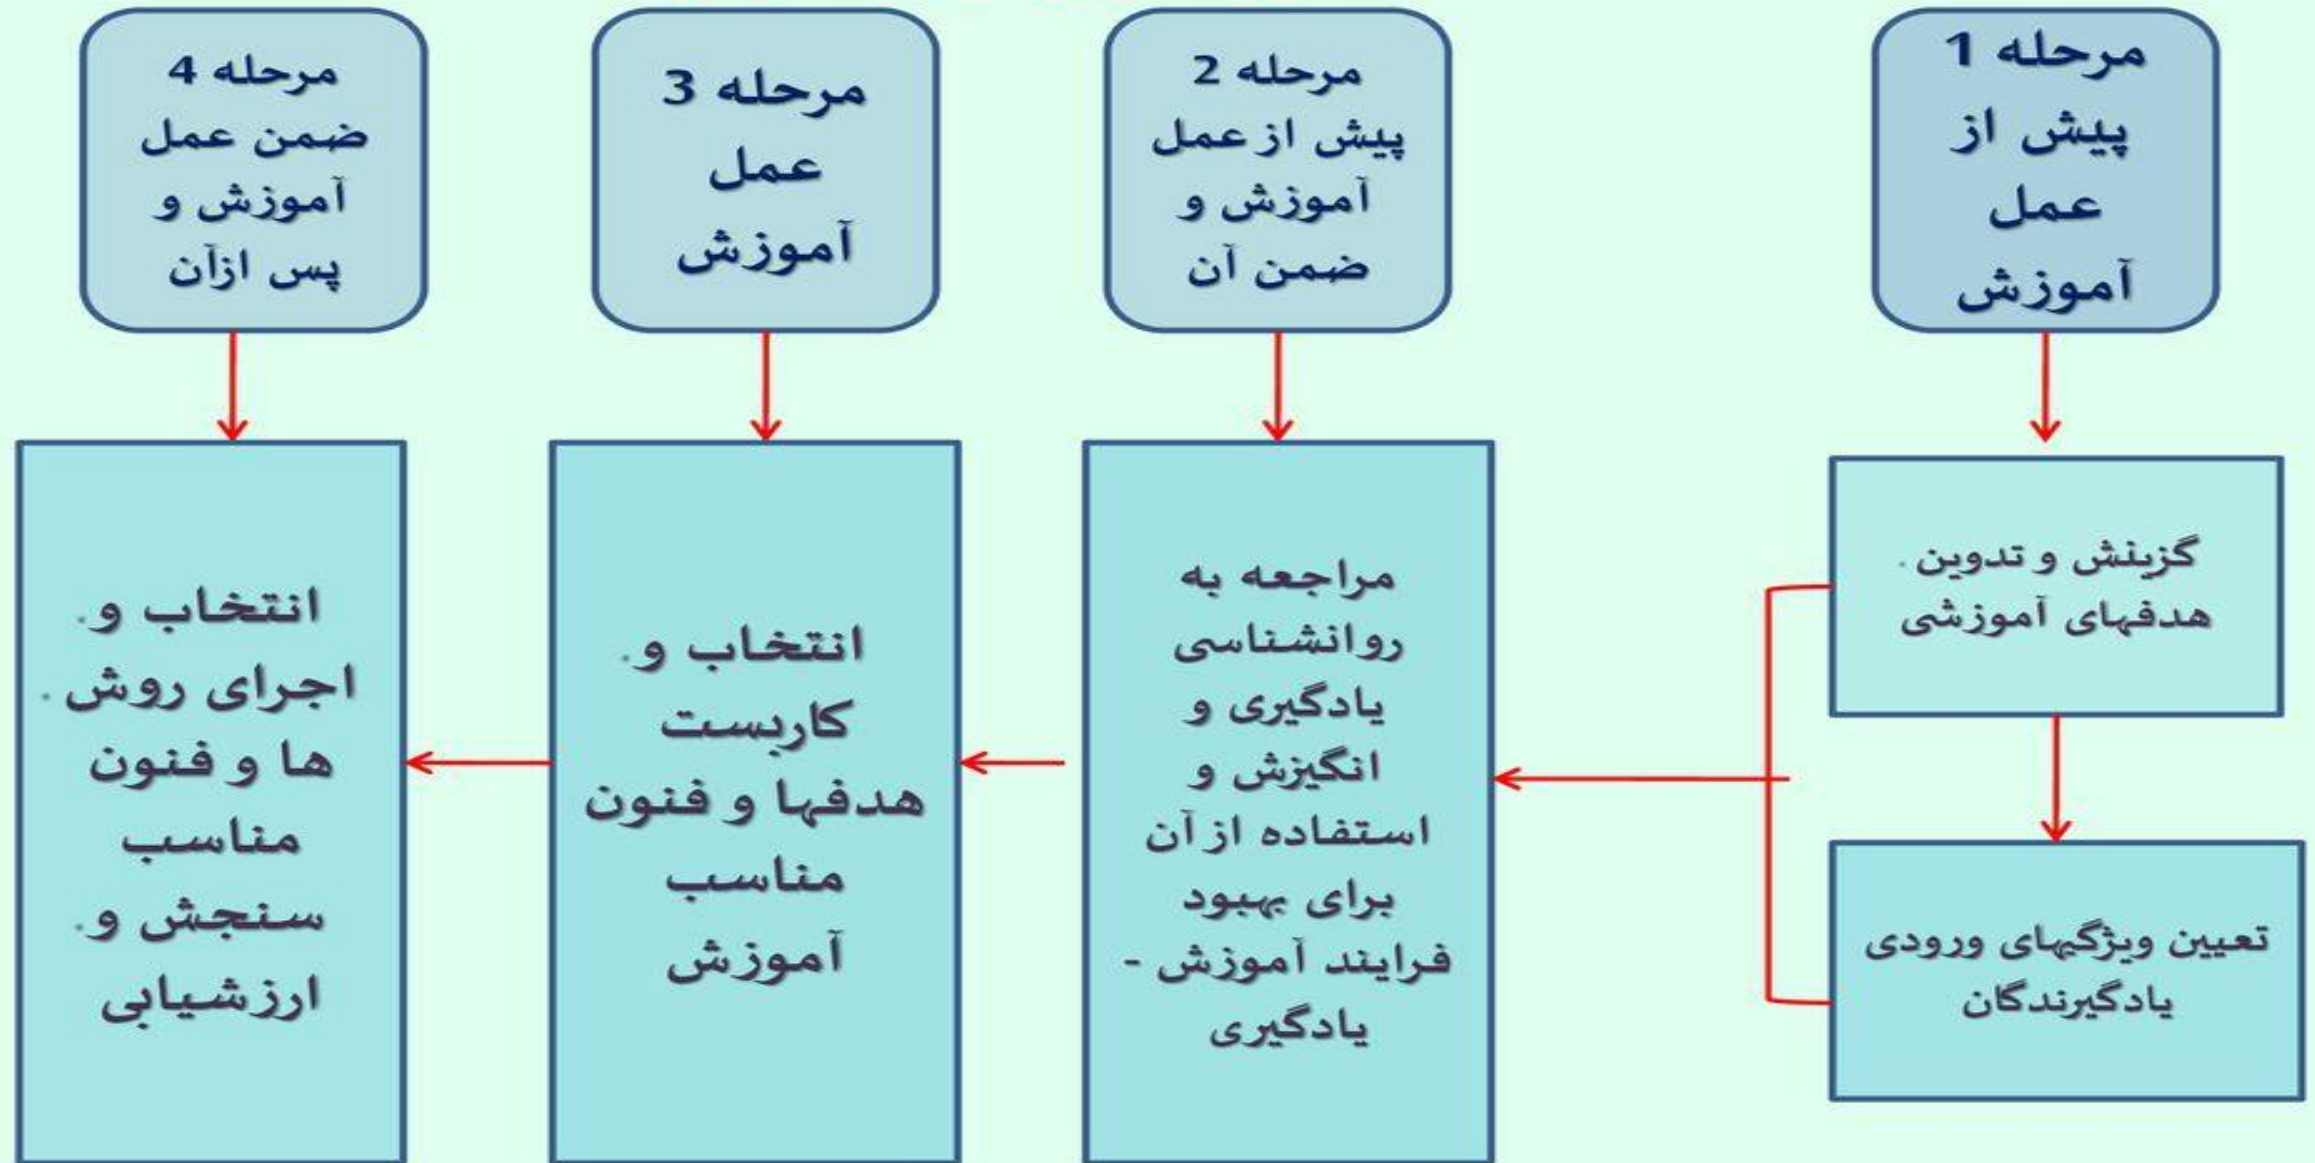 مرحله 1
پیش از
عمل
آموزش
مرحله 2
پیش از عمل
آموزش و
ضمن آن
مرحله 3
عمل
آموزش
مرحله 4
ضمن عمل
آموزش و
پس ازآن
گزینش و تدوین .
هدفهای آموزشی
تعیین ویژگیهای ورودی
یادگیرندگان
مراجعه به
روانشناسی
یادگیری و
انگیزش و
استفاده از آن
برای بهبود
فرایند آموزش -
یادگیری
انتخاب و.
کاربست
هدفها و فنون
مناسب
آموزش
انتخاب و.
اجرای روش .
ها و فنون
مناسب
سنجش و.
ارزشیابی